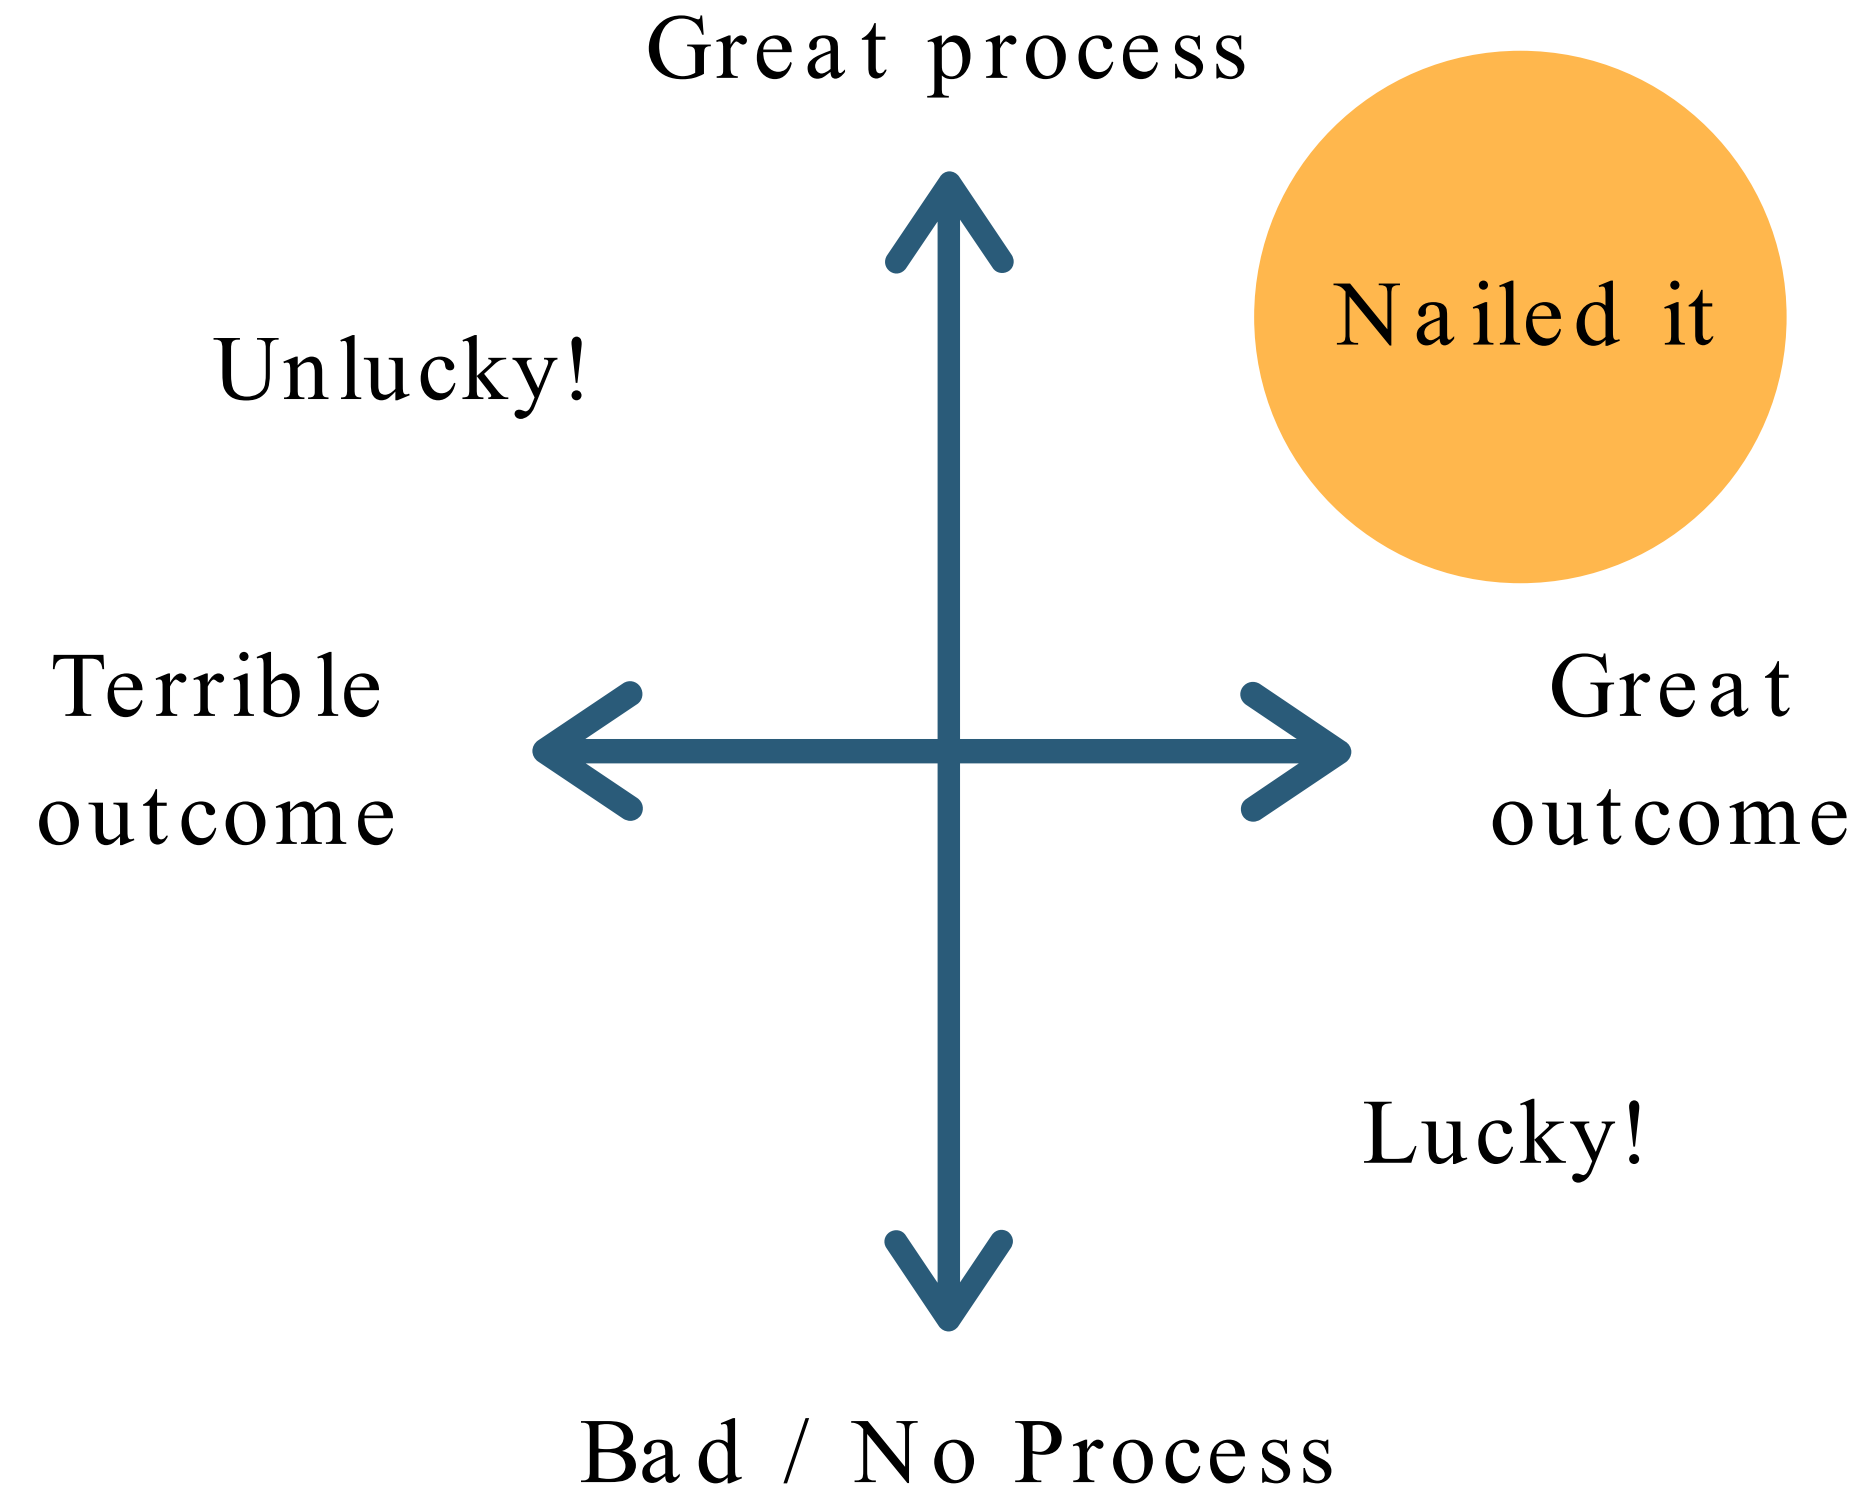 Great process
Nailed it
Unlucky!
Terrible
outcome
Great
outcome
Lucky!
Bad / No Process